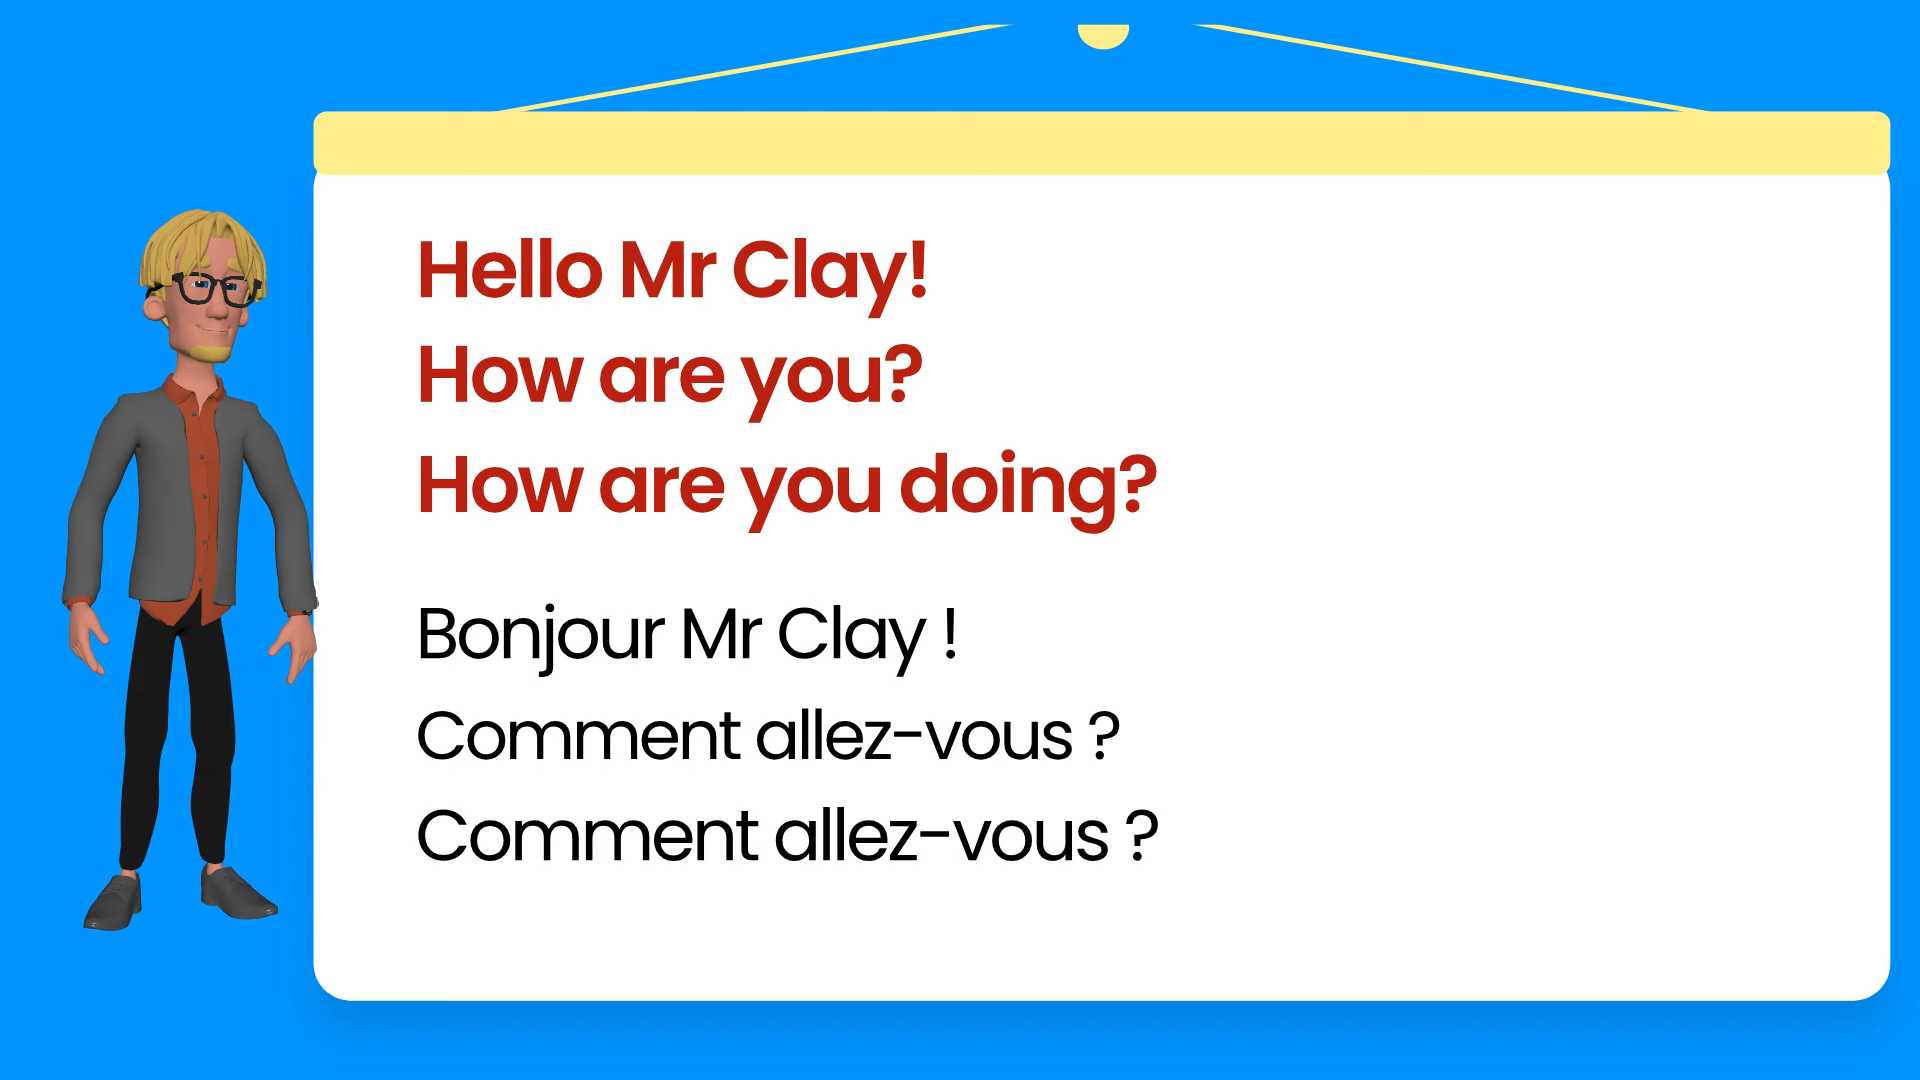 Hello Mr Clay!
How are you?
How are you doing?
Bonjour Mr Clay !
Comment allez-vous ?
Comment allez-vous ?